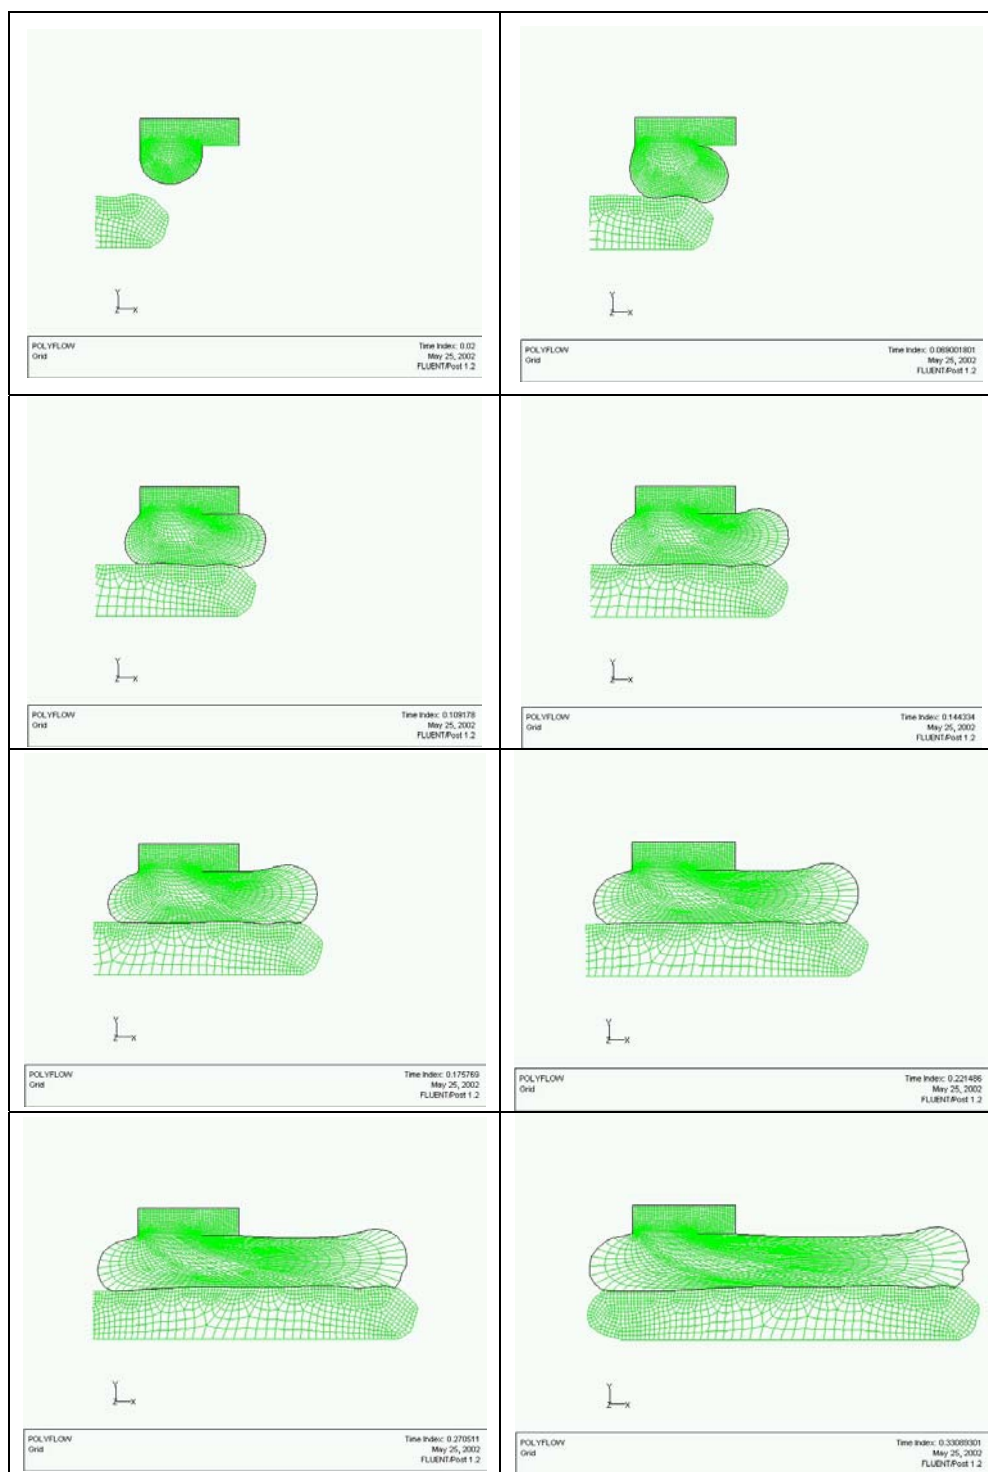 Y
Z X
POLYFLOW
Grid
Time Index: 0.02
May 25, 2002
FLUENT/Post 1.2
Y
Z X
POLYFLOW
Grid
Time Index: 0.069001801
May 25, 2002
FLUENT/Post 1.2
Y
Z X
POLYFLOW
Grid
Time Index: 0.109178
May 25, 2002
FLUENT/Post 1.2
Y
Z X
POLYFLOW
Grid
Time Index: 0.144334
May 25, 2002
FLUENT/Post 1.2
Y
Z X
POLYFLOW
Grid
Time Index: 0.175769
May 25, 2002
FLUENT/Post 1.2
Y
Z X
POLYFLOW
Grid
Time Index: 0.221486
May 25, 2002
FLUENT/Post 1.2
Y
Z X
POLYFLOW
Grid
Time Index: 0.270511
May 25, 2002
FLUENT/Post 1.2
Y
Z X
POLYFLOW
Grid
Time Index: 0.33089301
May 25, 2002
FLUENT/Post 1.2